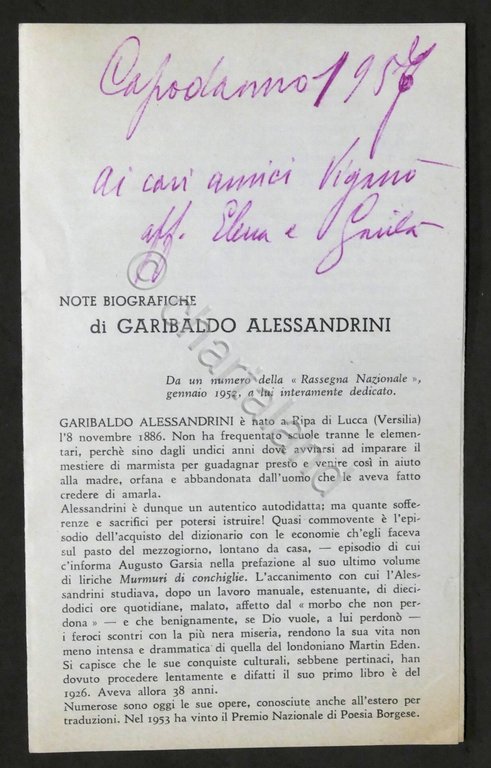 Capodanno 1957
Ai cari amici Viganò
aff. Elena e
NOTE BIOGRAFICHE
di GARIBALDO ALESSANDRINI
Da un numero della « Rassegna Nazionale »,
gennaio 1952, a lui interamente dedicato.
GARIBALDO ALESSANDRINI è nato a Ripa di Lucca (Versilia)
l'8 novembre 1886. Non ha frequentato scuole tranne le elemen-
tari, perchè sino dagli undici anni dovè avviarsi ad imparare il
mestiere di marmista per guadagnar presto e venire così in aiuto
alla madre, orfana e abbandonata dall'uomo che le aveva fatto
credere di amarla.
Alessandrini è dunque un autentico autodidatta; ma quante soffe-
renze e sacrifici per potersi istruire! Quasi commovente è l'epi-
sodio dell'acquisto del dizionario con le economie ch'egli faceva
sul pasto del mezzogiorno, lontano da casa, — episodio di cui
c'informa Augusto Garsia nella prefazione al suo ultimo volume
di liriche Murmuri di conchiglie. L'accanimento con cui l'Ales-
sandrini studiava, dopo un lavoro manuale, estenuante, di dieci-
dodici ore quotidiane, malato, affetto dal « morbo che non per-
dona » — e che benignamente, se Dio vuole, a lui perdonò —
i feroci scontri con la più nera miseria, rendono la sua vita non
meno intensa e drammatica di quella del londoniano Martin Eden.
Si capisce che le sue conquiste culturali, sebbene pertinaci, han
dovuto procedere lentamente e difatti il suo primo libro è del
1926. Aveva allora 38 anni.
Numerose sono oggi le sue opere, conosciute anche all'estero per
traduzioni. Nel 1953 ha vinto il Premio Nazionale di Poesia Borgese.
© chartaland